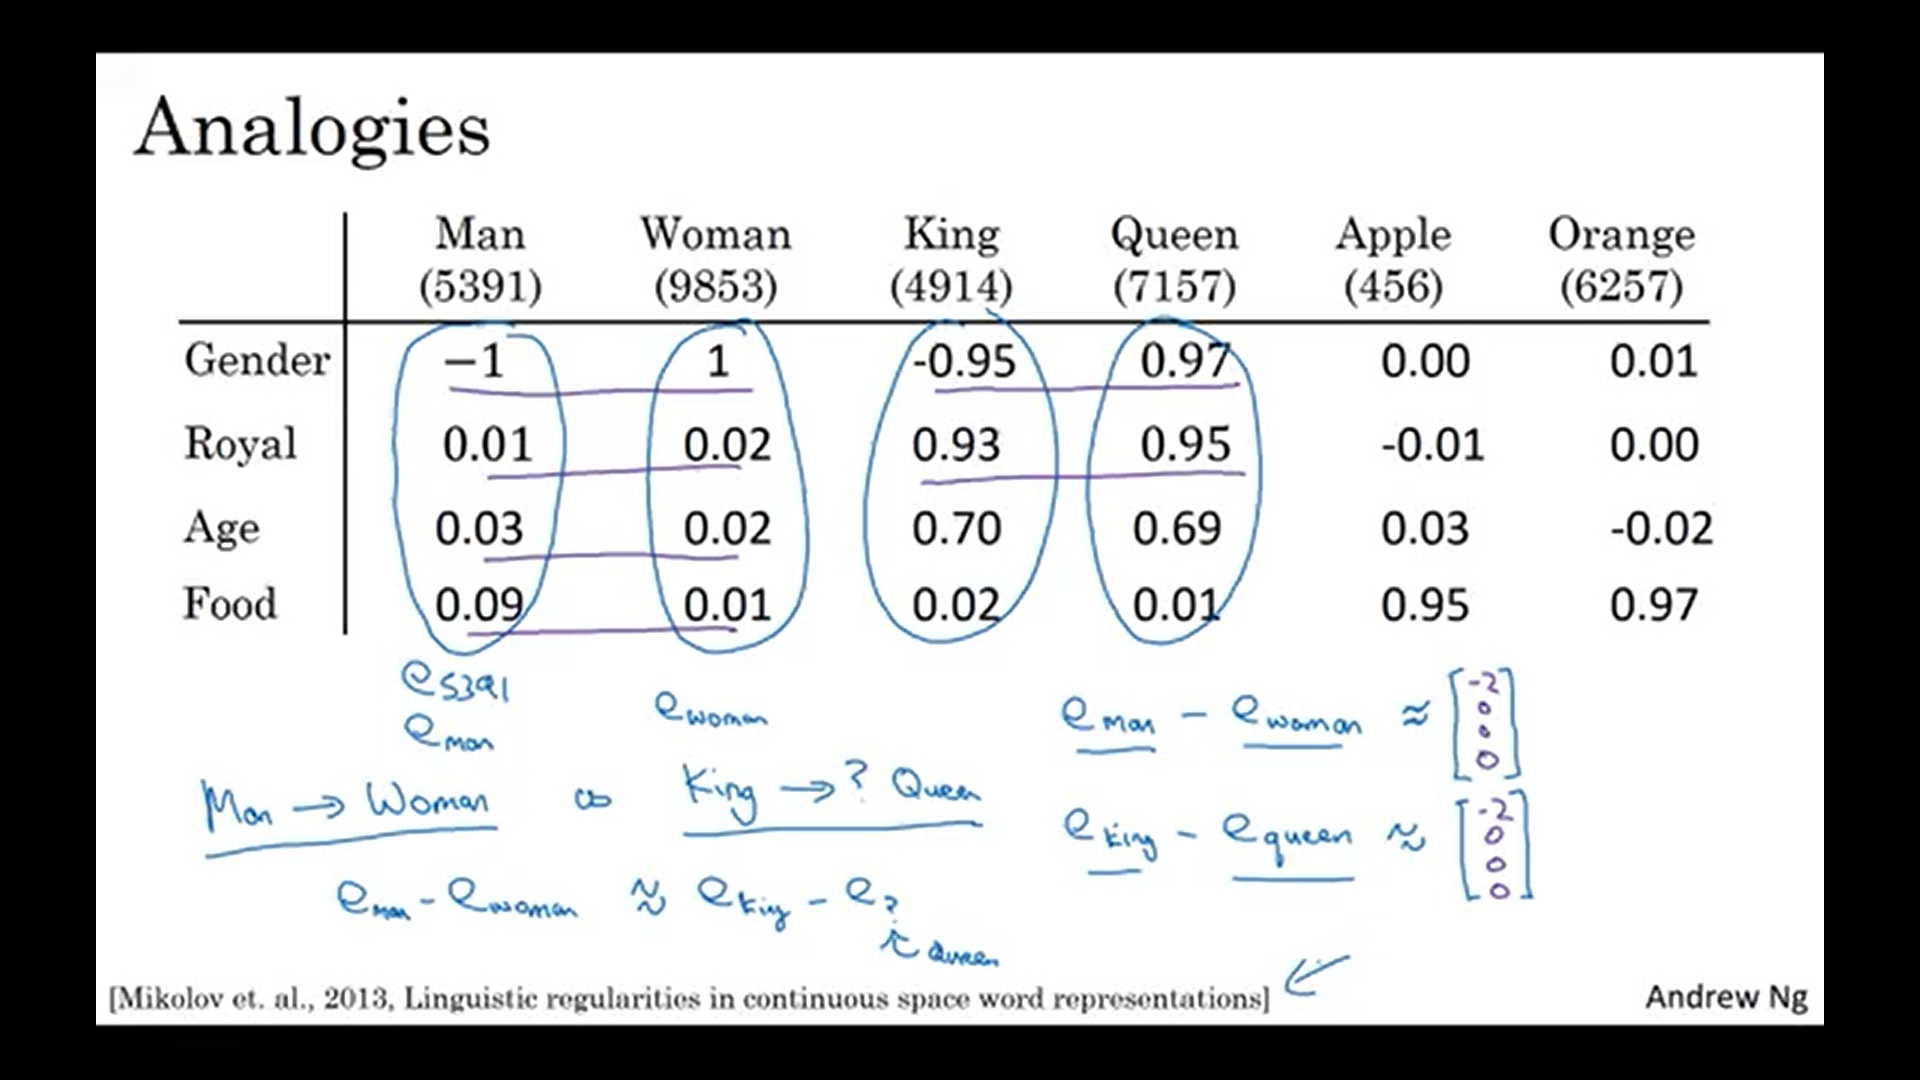 Analogies
Man Woman King Queen Apple Orange
(5391) (9853) (4914) (7157) (456) (6257)
Gender −1 1 -0.95 0.97 0.00 0.01
Royal 0.01 0.02 0.93 0.95 -0.01 0.00
Age 0.03 0.02 0.70 0.69 0.03 -0.02
Food 0.09 0.01 0.02 0.01 0.95 0.97
e5391
eman ewoman
eman - ewoman ≈ [-2 0 0 0]
Man → Woman ∞ King → ? Queen
eking - equeen ≈ [-2 0 0 0]
eman - ewoman ≈ eking - e?
↑ Queen
[Mikolov et. al., 2013, Linguistic regularities in continuous space word representations]
Andrew Ng